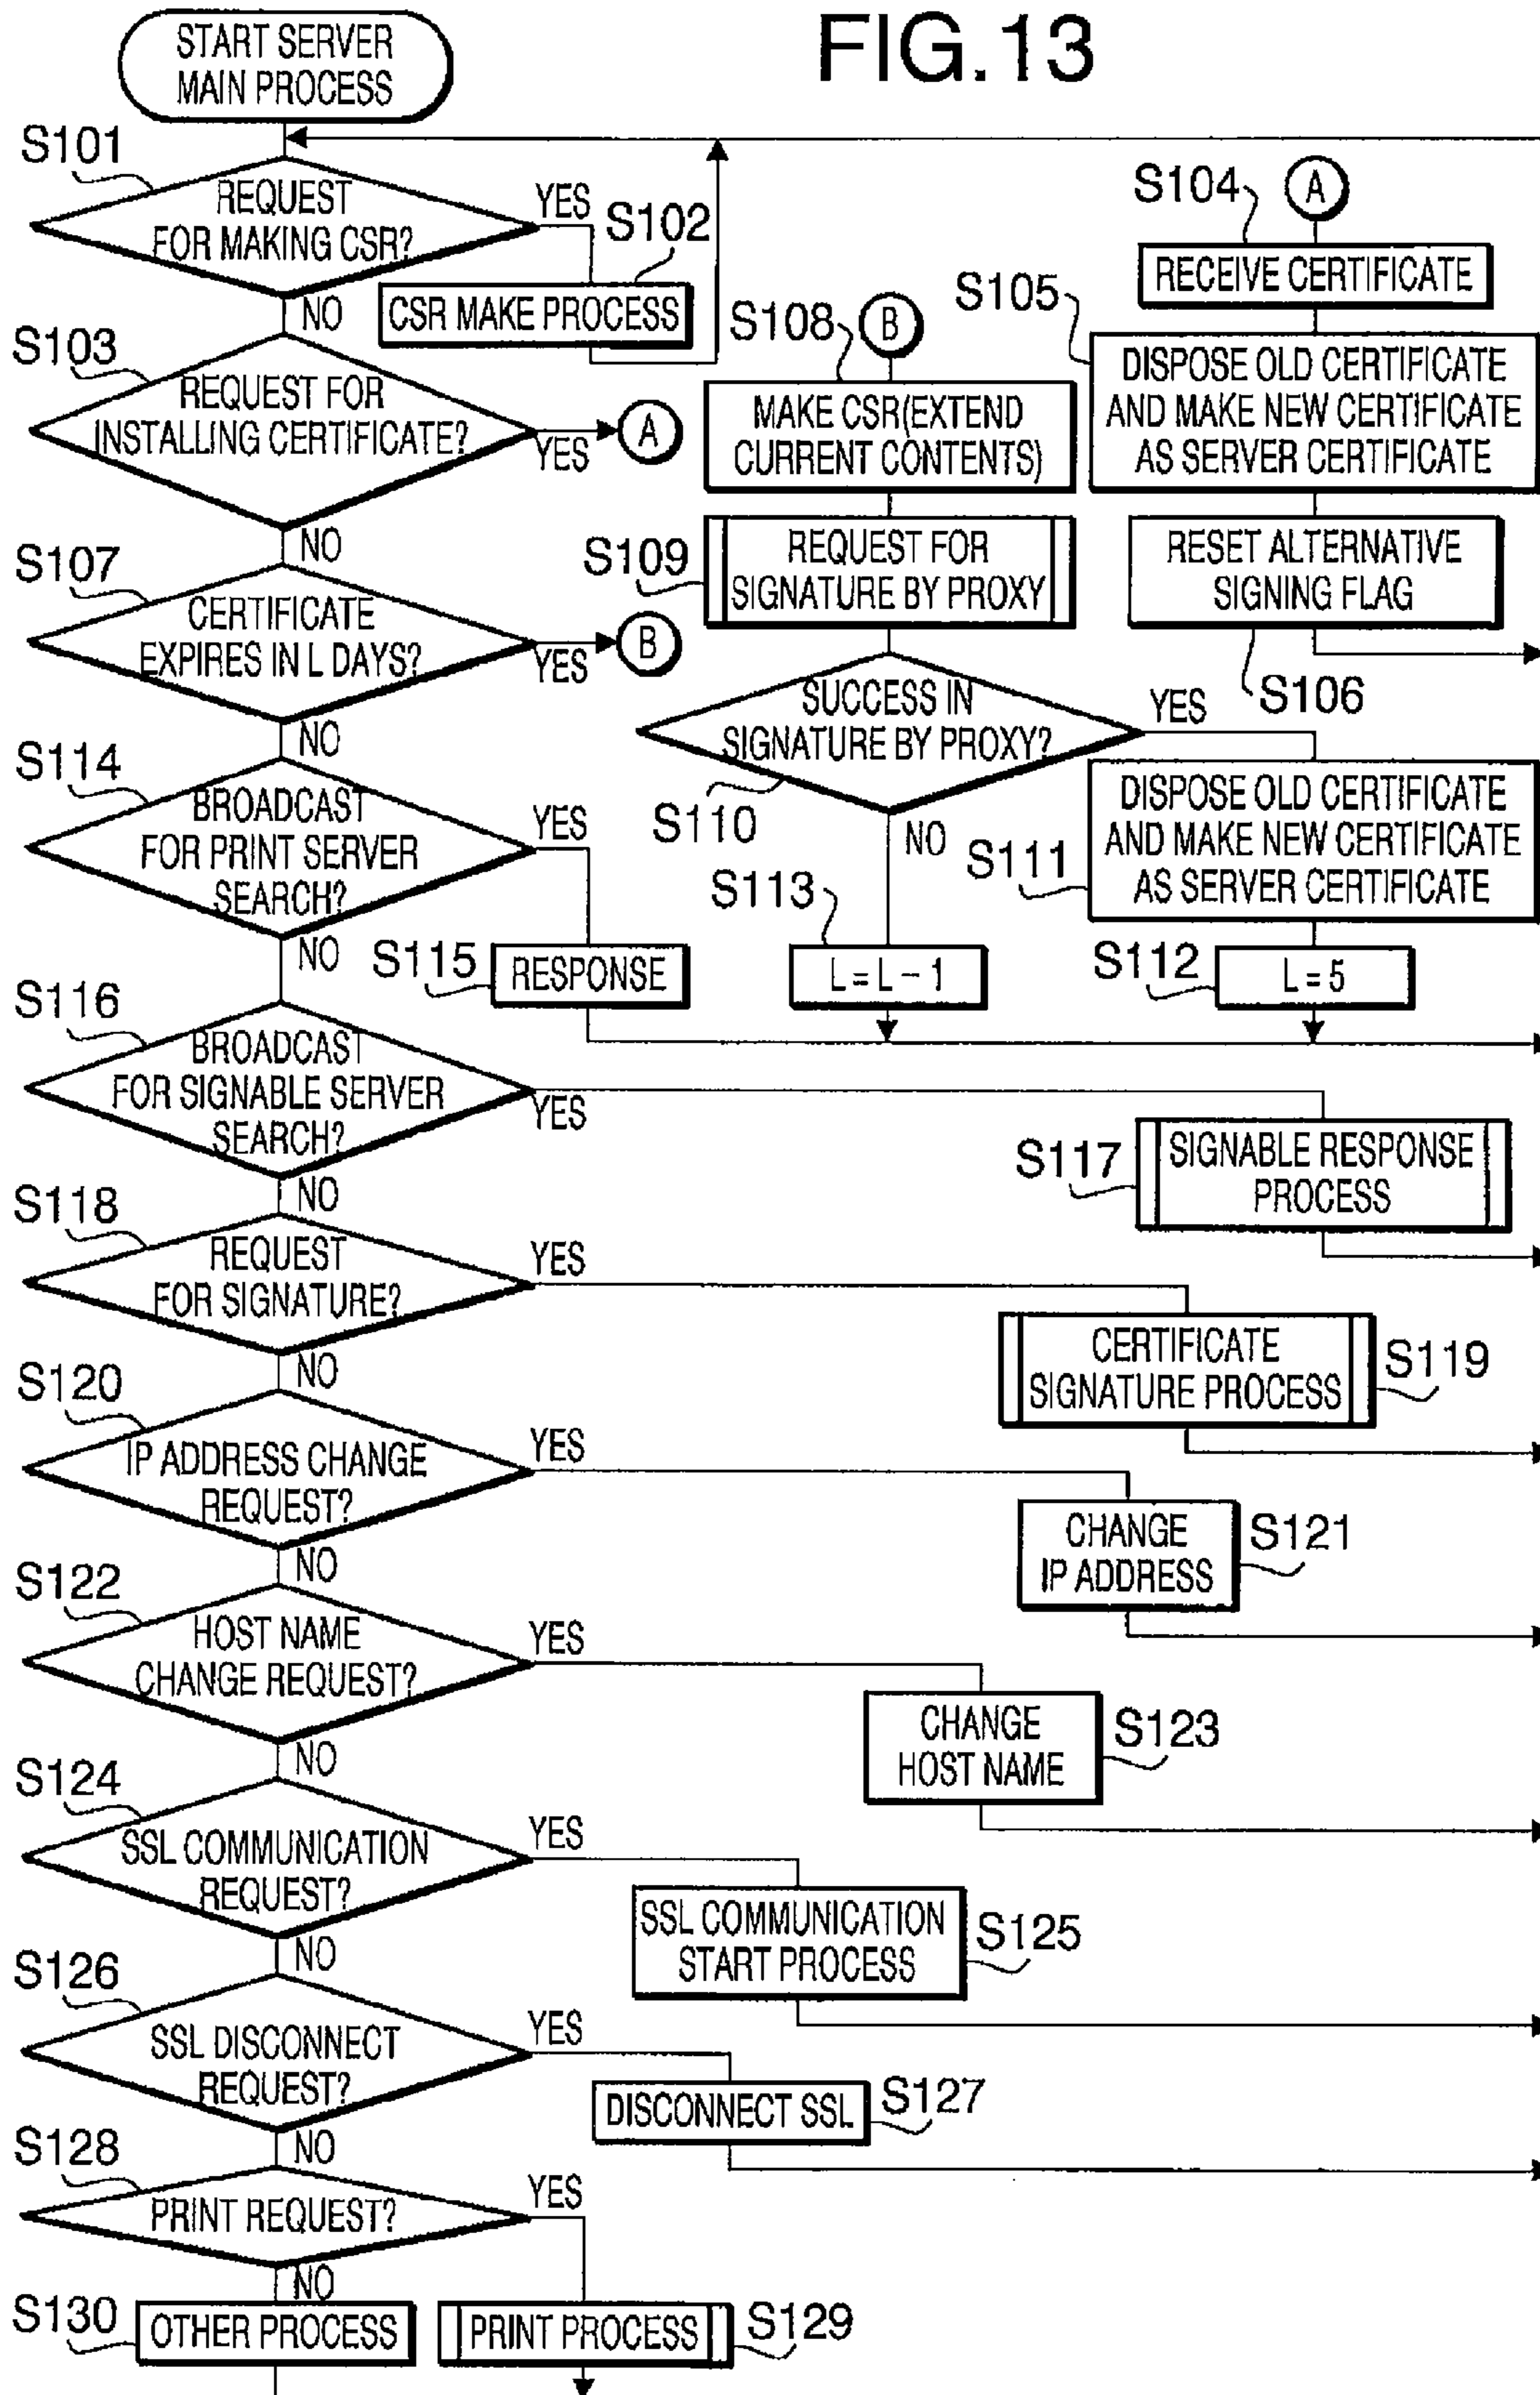 FIG.13
START SERVER
MAIN PROCESS
S101
REQUEST
FOR MAKING CSR?
YES
NO
S102
CSR MAKE PROCESS
S103
REQUEST FOR
INSTALLING CERTIFICATE?
YES
A
NO
S104
A
RECEIVE CERTIFICATE
S105
DISPOSE OLD CERTIFICATE
AND MAKE NEW CERTIFICATE
AS SERVER CERTIFICATE
RESET ALTERNATIVE
SIGNING FLAG
S106
S107
CERTIFICATE
EXPIRES IN L DAYS?
YES
B
NO
S108
B
MAKE CSR(EXTEND
CURRENT CONTENTS)
S109
REQUEST FOR
SIGNATURE BY PROXY
SUCCESS IN
SIGNATURE BY PROXY?
YES
S110
NO
S111
DISPOSE OLD CERTIFICATE
AND MAKE NEW CERTIFICATE
AS SERVER CERTIFICATE
S112
L = 5
S113
L = L - 1
S114
BROADCAST
FOR PRINT SERVER
SEARCH?
YES
NO
S115
RESPONSE
S116
BROADCAST
FOR SIGNABLE SERVER
SEARCH?
YES
NO
S117
SIGNABLE RESPONSE
PROCESS
S118
REQUEST
FOR SIGNATURE?
YES
NO
CERTIFICATE
SIGNATURE PROCESS
S119
S120
IP ADDRESS CHANGE
REQUEST?
YES
NO
CHANGE
IP ADDRESS
S121
S122
HOST NAME
CHANGE REQUEST?
YES
NO
CHANGE
HOST NAME
S123
S124
SSL COMMUNICATION
REQUEST?
YES
NO
SSL COMMUNICATION
START PROCESS
S125
S126
SSL DISCONNECT
REQUEST?
YES
NO
DISCONNECT SSL
S127
S128
PRINT REQUEST?
YES
NO
S130
OTHER PROCESS
PRINT PROCESS
S129